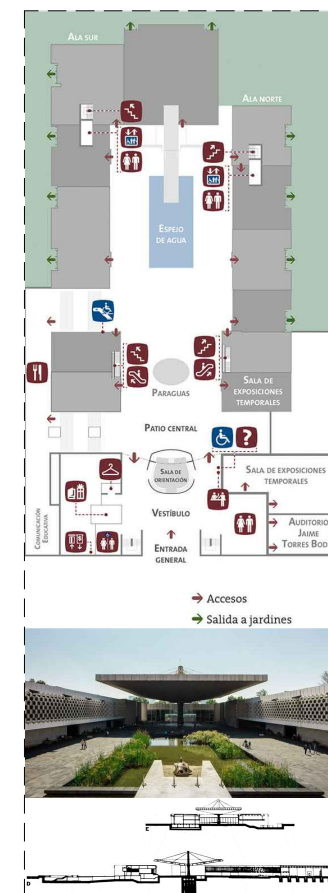 ALA SUR
ALA NORTE
ESPEJO
DE AGUA
PARAGUAS
SALA DE
EXPOSICIONES
TEMPORALES
PATIO CENTRAL
?
SALA DE
ORIENTACIÓN
SALA DE EXPOSICIONES
TEMPORALES
COMUNICACIÓN
EDUCATIVA
VESTÍBULO
AUDITORIO
JAIME
TORRES BOD
ENTRADA
GENERAL
Accesos
Salida a jardines
E
D